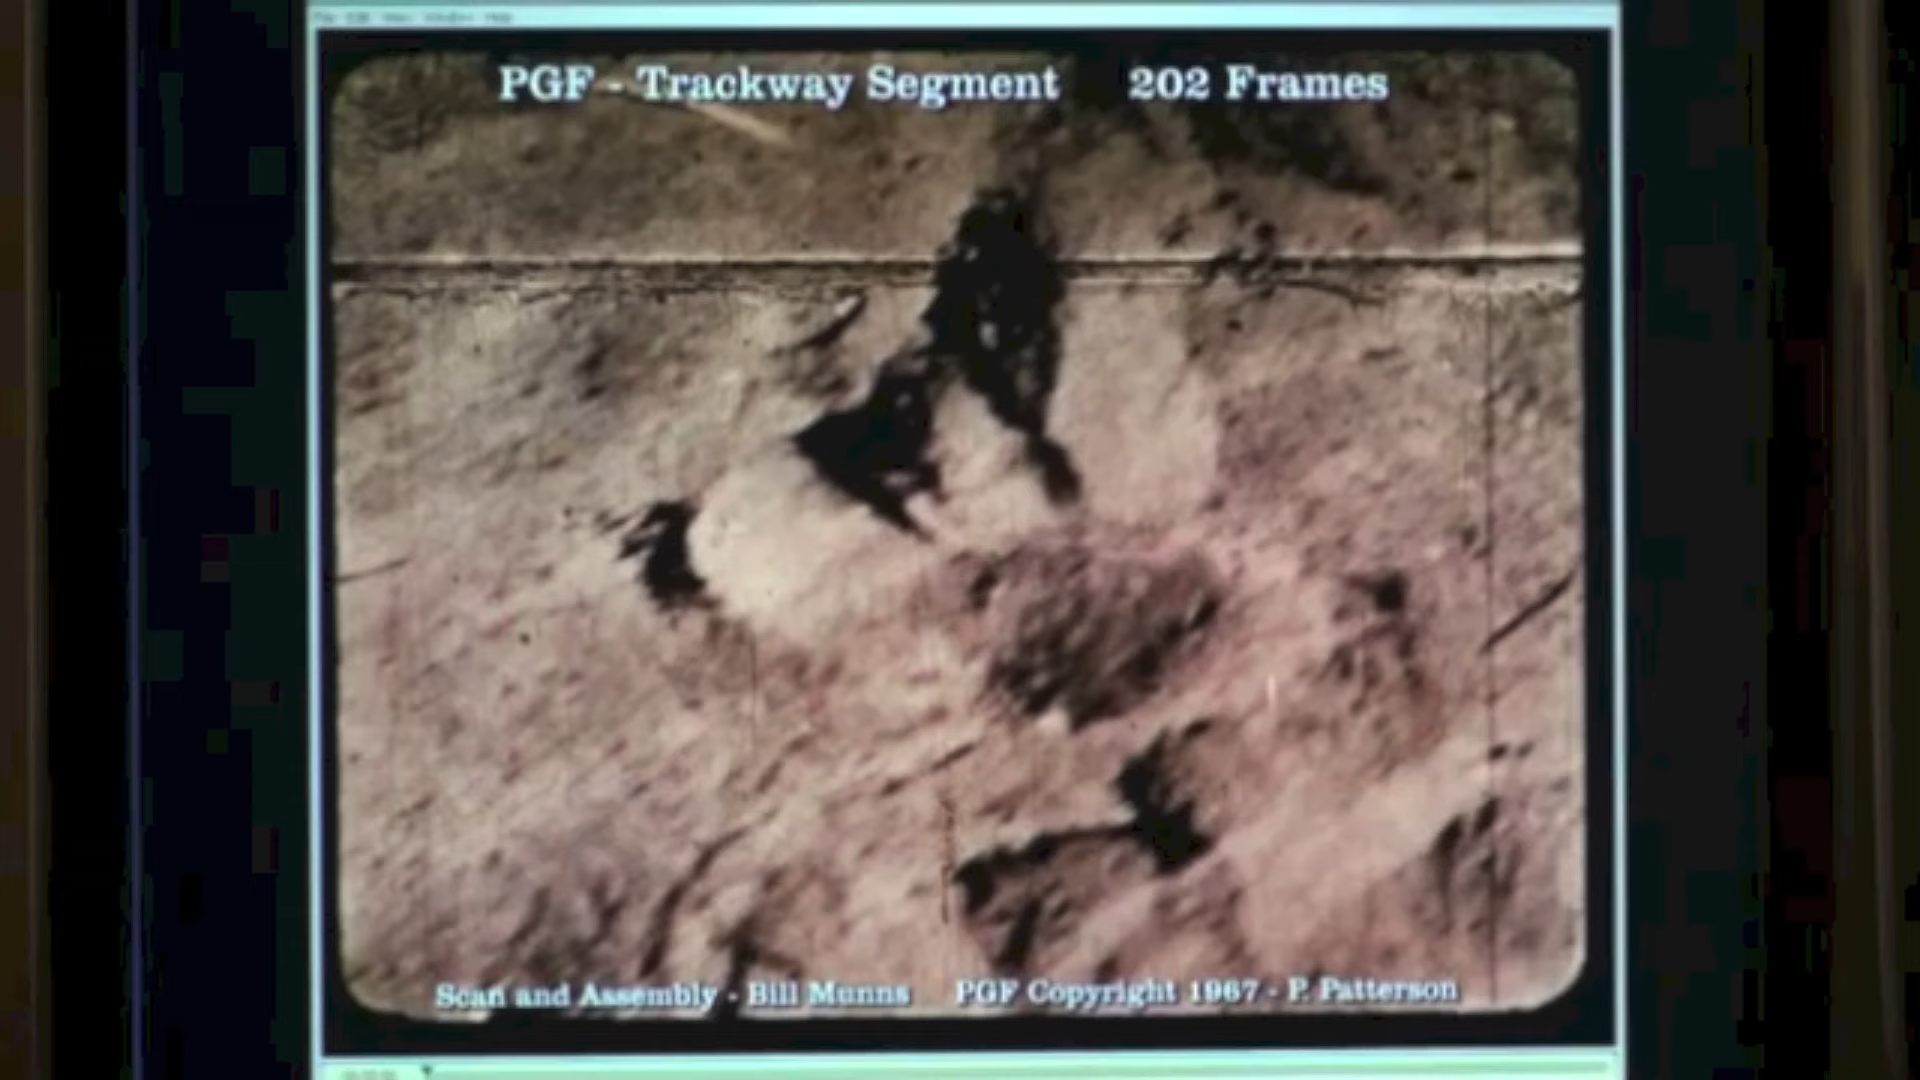 PGF - Trackway Segment 202 Frames
Scan and Assembly - Bill Munns PGF Copyright 1967 - P. Patterson